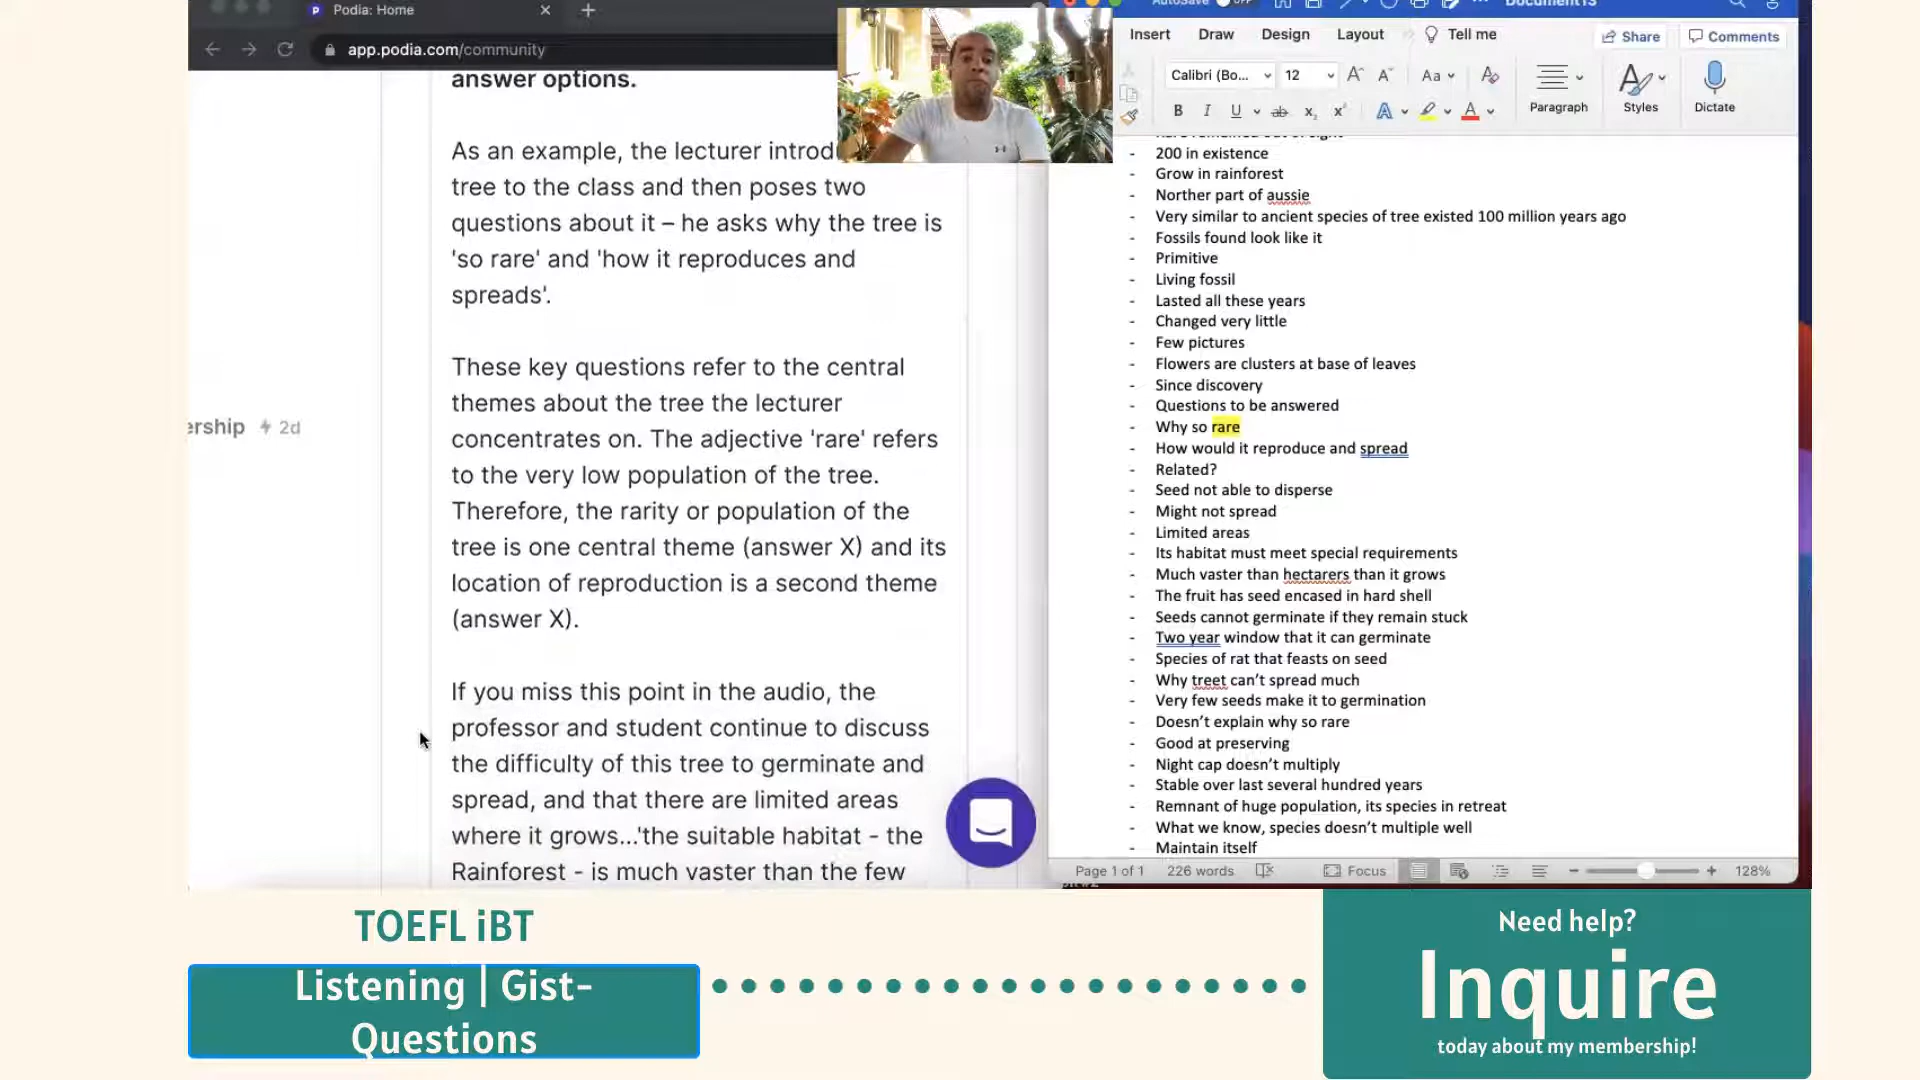 Podia: Home
app.podia.com/community
answer options.
As an example, the lecturer
tree to the class and then poses two
questions about it – he asks why the tree is
'so rare' and 'how it reproduces and
spreads'.
These key questions refer to the central
themes about the tree the lecturer
concentrates on. The adjective 'rare' refers
to the very low population of the tree.
Therefore, the rarity or population of the
tree is one central theme (answer X) and its
location of reproduction is a second theme
(answer X).
If you miss this point in the audio, the
professor and student continue to discuss
the difficulty of this tree to germinate and
spread, and that there are limited areas
where it grows...'the suitable habitat - the
Rainforest - is much vaster than the few
ership 2d
AutoSave OFF
Document13
Insert Draw Design Layout Tell me
Share Comments
Calibri (Bo... 12
Paragraph Styles Dictate
- 200 in existence
- Grow in rainforest
- Norther part of aussie
- Very similar to ancient species of tree existed 100 million years ago
- Fossils found look like it
- Primitive
- Living fossil
- Lasted all these years
- Changed very little
- Few pictures
- Flowers are clusters at base of leaves
- Since discovery
- Questions to be answered
- Why so rare
- How would it reproduce and spread
- Related?
- Seed not able to disperse
- Might not spread
- Limited areas
- Its habitat must meet special requirements
- Much vaster than hectarers than it grows
- The fruit has seed encased in hard shell
- Seeds cannot germinate if they remain stuck
- Two year window that it can germinate
- Species of rat that feasts on seed
- Why treet can't spread much
- Very few seeds make it to germination
- Doesn't explain why so rare
- Good at preserving
- Night cap doesn't multiply
- Stable over last several hundred years
- Remnant of huge population, its species in retreat
- What we know, species doesn't multiple well
- Maintain itself
Page 1 of 1 226 words Focus 128%
TOEFL iBT
Listening | Gist-
Questions
Need help?
Inquire
today about my membership!